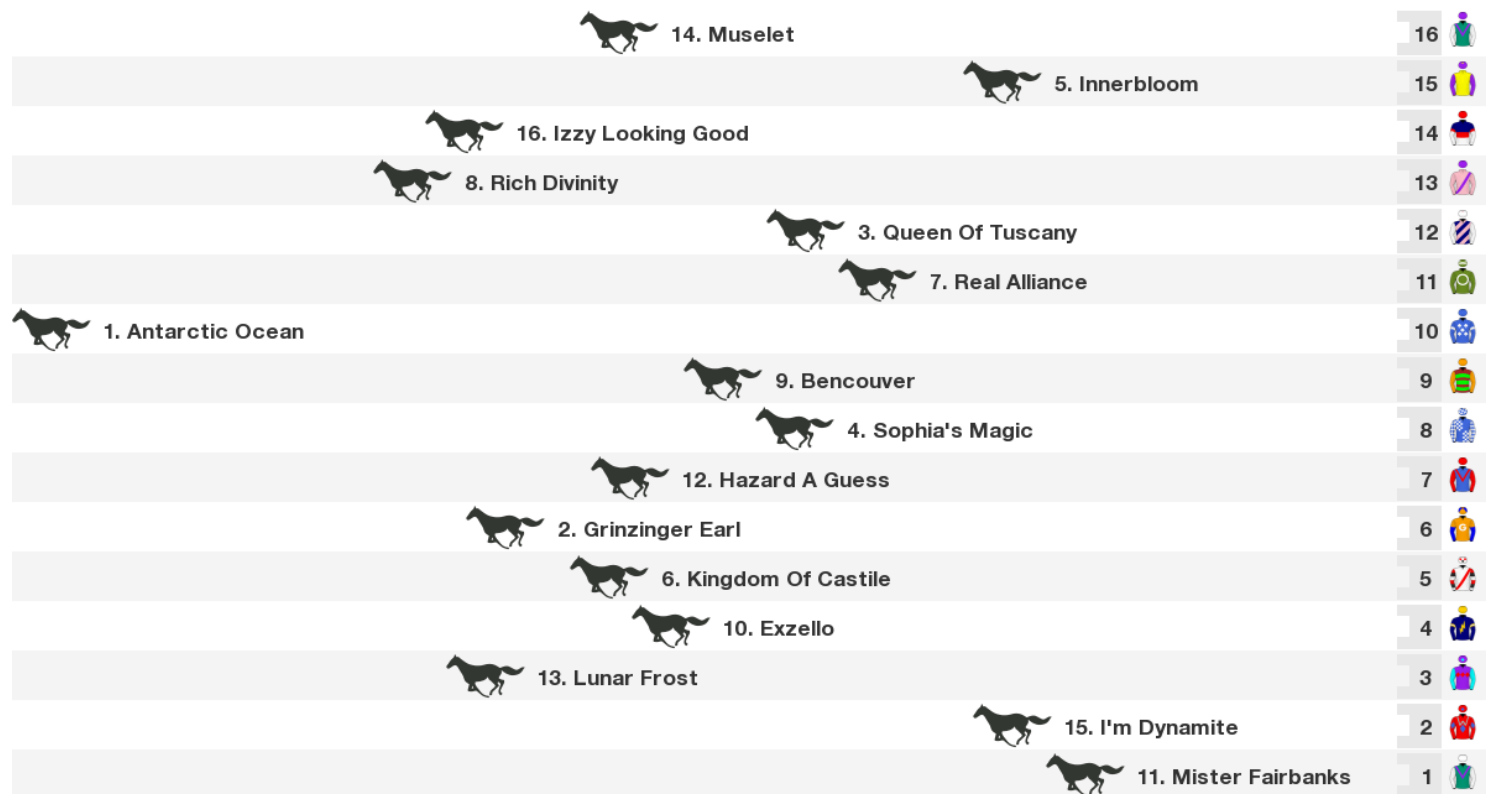 14. Muselet 16
5. Innerbloom 15
16. Izzy Looking Good 14
8. Rich Divinity 13
3. Queen Of Tuscany 12
7. Real Alliance 11
1. Antarctic Ocean 10
9. Bencouver 9
4. Sophia's Magic 8
12. Hazard A Guess 7
2. Grinzinger Earl 6
G
6. Kingdom Of Castile 5
10. Exzello 4
13. Lunar Frost 3
15. I'm Dynamite 2
11. Mister Fairbanks 1